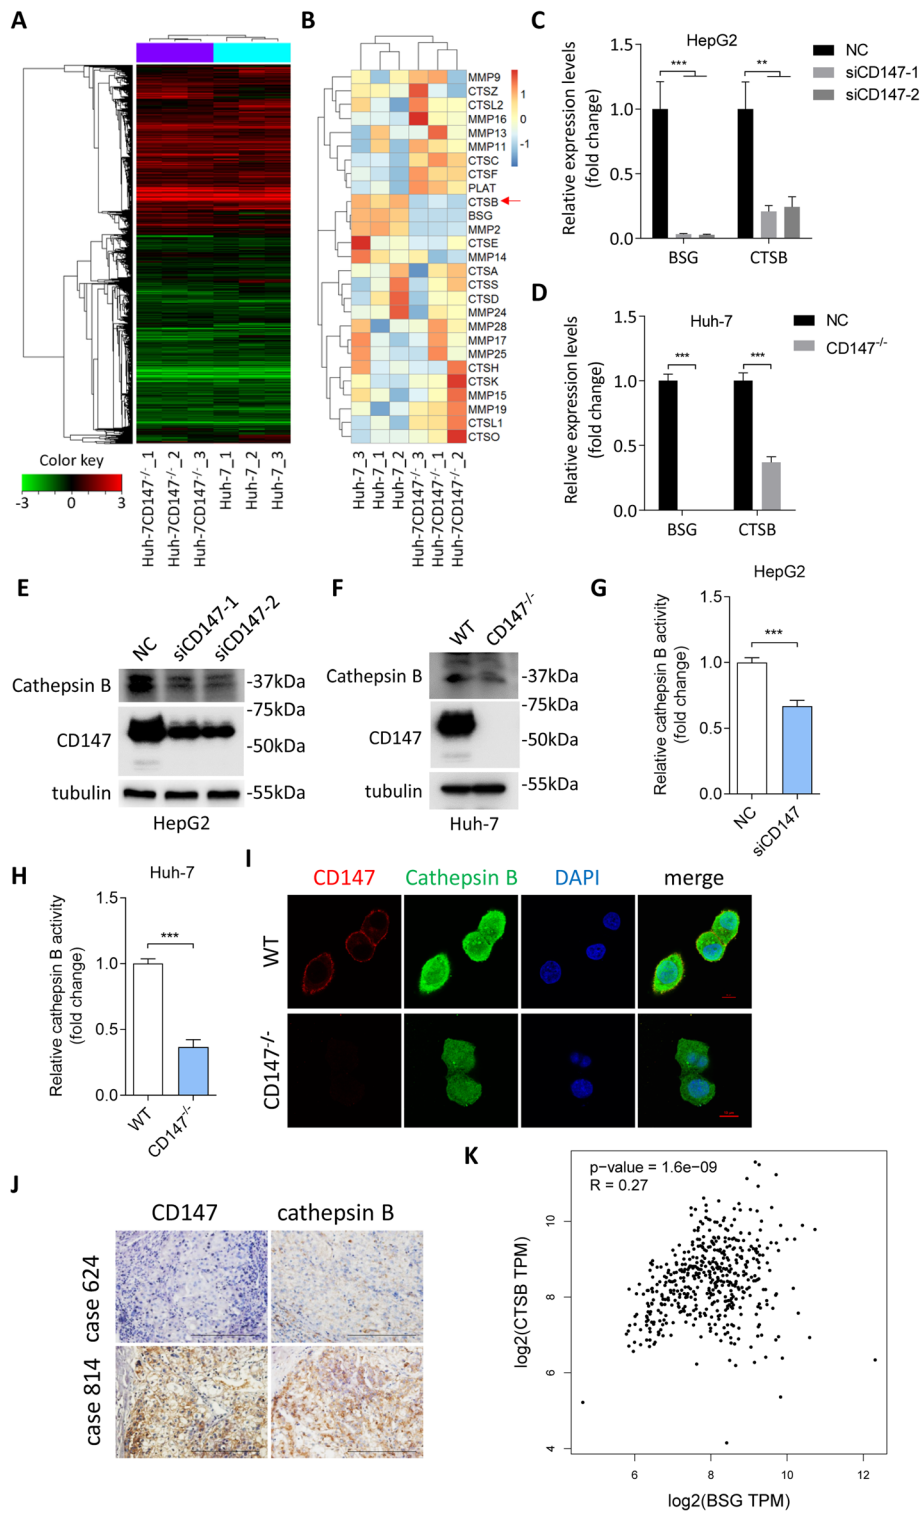 A
Color key
-3
0
3
Huh-7CD147-/-_1
Huh-7CD147-/-_2
Huh-7CD147-/-_3
Huh-7_1
Huh-7_2
Huh-7_3
B
MMP9
CTSZ
CTSL2
MMP16
MMP13
MMP11
CTSC
CTSF
PLAT
CTSB
BSG
MMP2
CTSE
MMP14
CTSA
CTSS
CTSD
MMP24
MMP28
MMP17
MMP25
CTSH
CTSK
MMP15
MMP19
CTSL1
CTSO
1
0
-1
Huh-7_3
Huh-7_1
Huh-7_2
Huh-7CD147-/-_3
Huh-7CD147-/-_1
Huh-7CD147-/-_2
C
HepG2
Relative expression levels
(fold change)
1.5
1.0
0.5
0.0
***
**
BSG
CTSB
NC
siCD147-1
siCD147-2
D
Huh-7
Relative expression levels
(fold change)
1.5
1.0
0.5
0.0
***
***
BSG
CTSB
NC
CD147-/-
E
NC
siCD147-1
siCD147-2
Cathepsin B
-37kDa
-75kDa
CD147
-50kDa
tubulin
-55kDa
HepG2
F
WT
CD147-/-
Cathepsin B
-37kDa
-75kDa
CD147
-50kDa
tubulin
-55kDa
Huh-7
G
HepG2
Relative cathepsin B activity
(fold change)
1.5
1.0
0.5
0.0
***
NC
siCD147
H
Huh-7
Relative cathepsin B activity
(fold change)
1.5
1.0
0.5
0.0
***
WT
CD147-/-
I
CD147
Cathepsin B
DAPI
merge
WT
CD147-/-
J
CD147
cathepsin B
case 624
case 814
K
p−value = 1.6e−09
R = 0.27
log2(CTSB TPM)
10
8
6
4
6
8
10
12
log2(BSG TPM)